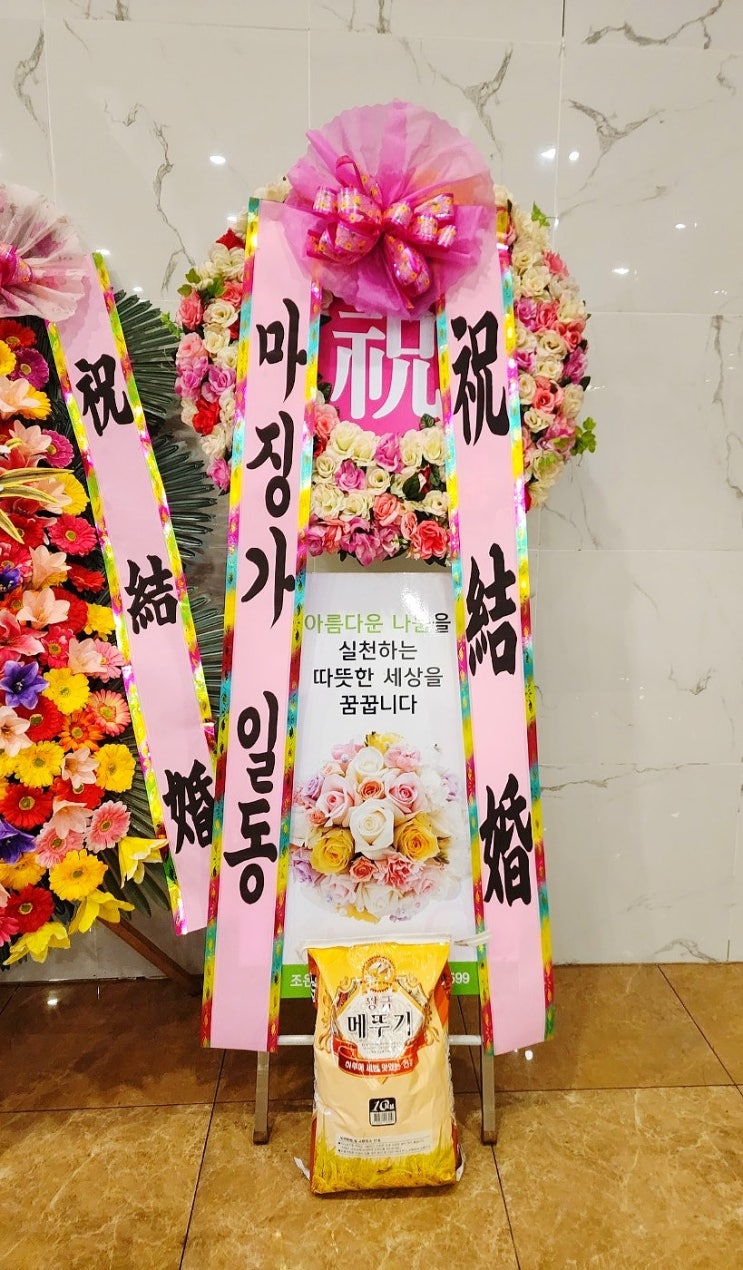 祝結婚
마징가 일동
祝
祝結婚
아름다운 나눔을
실천하는
따뜻한 세상을
꿈꿉니다
메뚜기
10